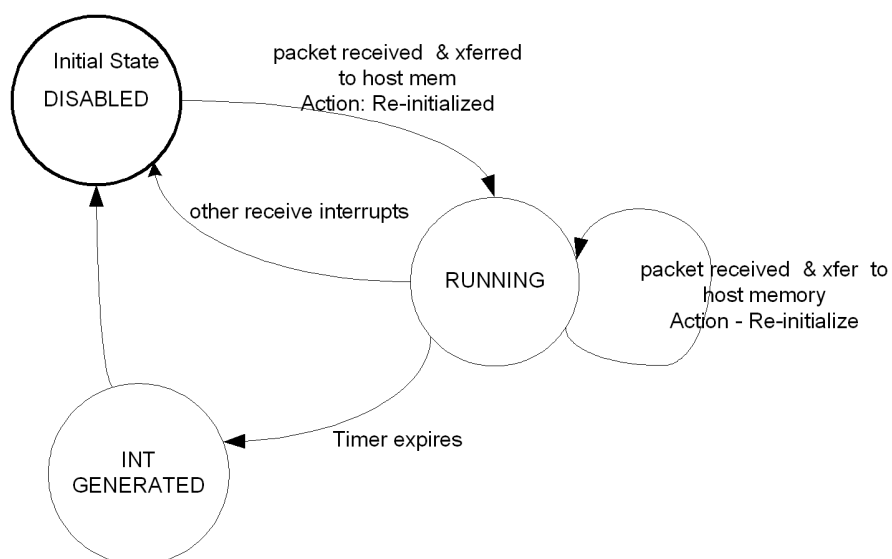 Initial State
DISABLED
packet received & xferred
to host mem
Action: Re-initialized
other receive interrupts
RUNNING
packet received & xfer to
host memory
Action - Re-initialize
Timer expires
INT
GENERATED